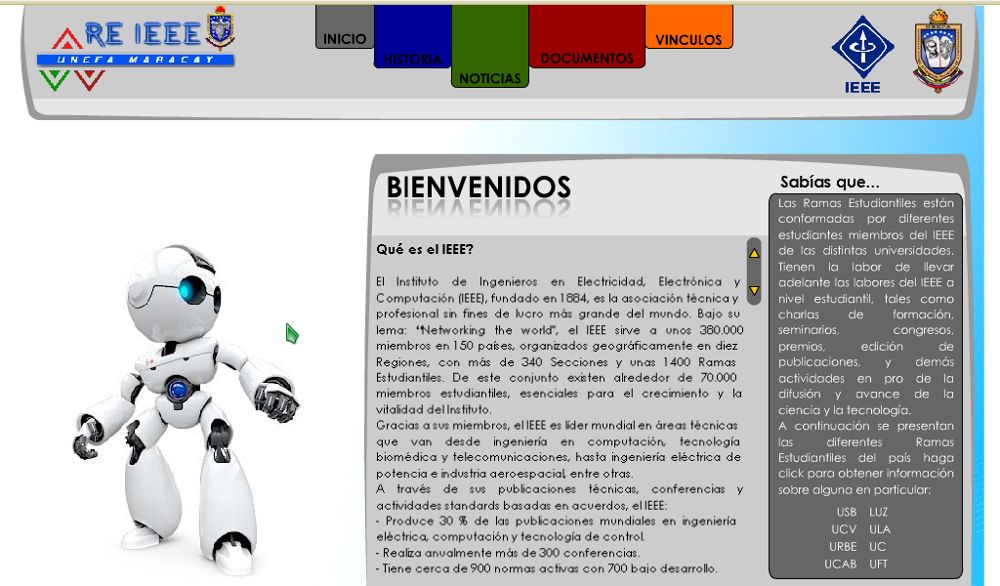 RE IEEE
UNEFA MARACAY
INICIO
HISTORIA
NOTICIAS
DOCUMENTOS
VINCULOS
IEEE
UNEFA
BIENVENIDOS
Qué es el IEEE?
El Instituto de Ingenieros en Electricidad, Electrónica y
Computación (IEEE), fundado en 1884, es la asociación técnica y
profesional sin fines de lucro más grande del mundo. Bajo su
lema: “Networking the world”, el IEEE sirve a unos 380.000
miembros en 150 países, organizados geográficamente en diez
Regiones, con más de 340 Secciones y unas 1400 Ramas
Estudiantiles. De este conjunto existen alrededor de 70.000
miembros estudiantiles, esenciales para el crecimiento y la
vitalidad del Instituto.
Gracias a sus miembros, el IEEE es líder mundial en áreas técnicas
que van desde ingeniería en computación, tecnología
biomédica y telecomunicaciones, hasta ingeniería eléctrica de
potencia e industria aeroespacial, entre otras.
A través de sus publicaciones técnicas, conferencias y
actividades standards basadas en acuerdos, el IEEE:
- Produce 30 % de las publicaciones mundiales en ingeniería
eléctrica, computación y tecnología de control.
- Realiza anualmente más de 300 conferencias.
- Tiene cerca de 900 normas activas con 700 bajo desarrollo.
Sabías que...
Las Ramas Estudiantiles están
conformadas por diferentes
estudiantes miembros del IEEE
de las distintas universidades.
Tienen la labor de llevar
adelante las labores del IEEE a
nivel estudiantil, tales como
charlas de formación,
seminarios, congresos,
premios, edición de
publicaciones, y demás
actividades en pro de la
difusión y avance de la
ciencia y la tecnología.
A continuación se presentan
las diferentes Ramas
Estudiantiles del país haga
click para obtener información
sobre alguna en particular:
USB LUZ
UCV ULA
URBE UC
UCAB UFT